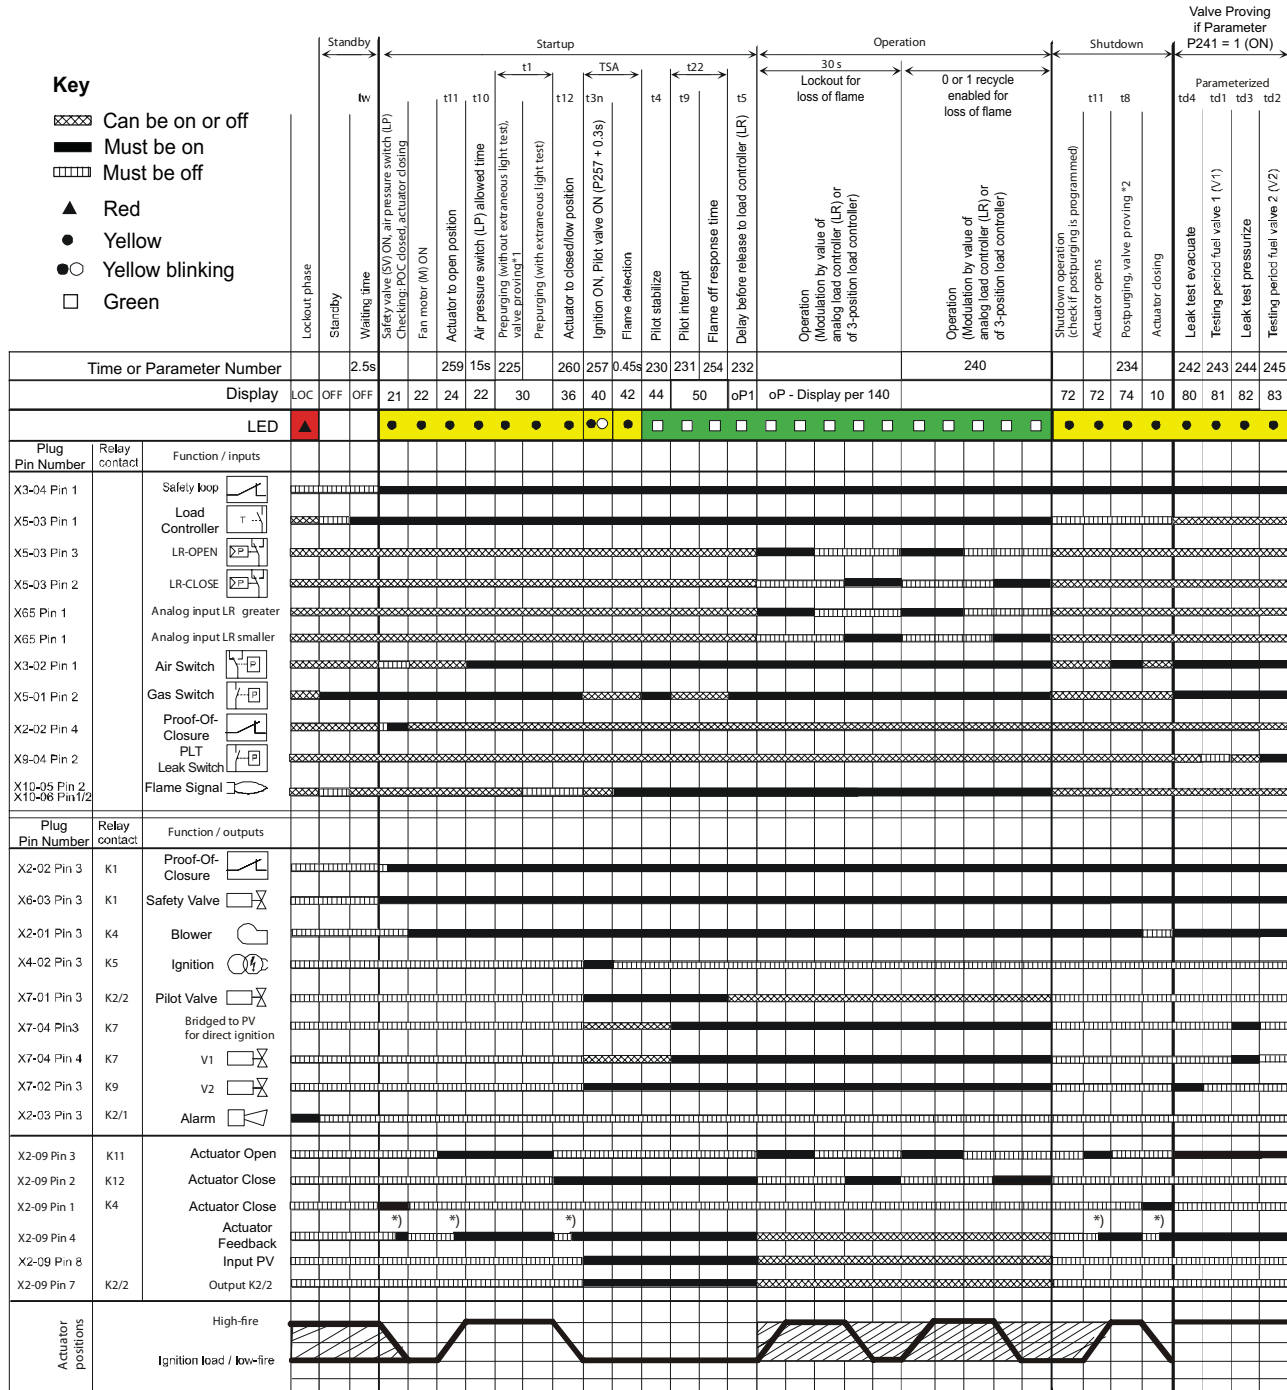 Valve Proving
if Parameter
P241 = 1 (ON)
Standby
Startup
Operation
Shutdown
t1
TSA
t22
30 s
Lockout for
loss of flame
0 or 1 recycle
enabled for
loss of flame
Parameterized
tw
t11
t10
t12
t3n
t4
t9
t5
t11
t8
td4
td1
td3
td2
Key
Can be on or off
Must be on
Must be off
Red
Yellow
Yellow blinking
Green
Lockout phase
Standby
Waiting time
Safety valve (SV) ON, air pressure switch (LP)
Checking: POC closed, actuator closing
Fan motor (M) ON
Actuator to open position
Air pressure switch (LP) allowed time
Prepurging (without extraneous light test),
valve proving*1
Prepurging (with extraneous light test)
Actuator to closed/low position
Ignition ON, Pilot valve ON (P257 + 0.3s)
Flame detection
Pilot stabilize
Pilot interrupt
Flame off response time
Delay before release to load controller (LR)
Operation
(Modulation by value of
analog load controller (LR) or
of 3-position load controller)
Operation
(Modulation by value of
analog load controller (LR) or
of 3-position load controller)
Shutdown operation
(check if postpurging is programmed)
Actuator opens
Postpurging, valve proving *2
Actuator closing
Leak test evacuate
Testing period fuel valve 1 (V1)
Leak test pressurize
Testing period fuel valve 2 (V2)
Time or Parameter Number 2.5s 259 15s 225 260 257 0.45s 230 231 254 232 240 234 242 243 244 245
Display LOC OFF OFF 21 22 24 22 30 36 40 42 44 50 oP1 oP - Display per 140 72 72 74 10 80 81 82 83
LED
Plug
Pin Number
Relay
contact
Function / inputs
X3-04 Pin 1 Safety loop
X5-03 Pin 1 Load
Controller T
X5-03 Pin 3 LR-OPEN P
X5-03 Pin 2 LR-CLOSE P
X65 Pin 1 Analog input LR greater
X65 Pin 1 Analog input LR smaller
X3-02 Pin 1 Air Switch P
X5-01 Pin 2 Gas Switch P
X2-02 Pin 4 Proof-Of-
Closure
X9-04 Pin 2 PLT
Leak Switch P
X10-05 Pin 2
X10-06 Pin1/2
Flame Signal
Plug
Pin Number
Relay
contact
Function / outputs
X2-02 Pin 3 K1 Proof-Of-
Closure
X6-03 Pin 3 K1 Safety Valve
X2-01 Pin 3 K4 Blower
X4-02 Pin 3 K5 Ignition
X7-01 Pin 3 K2/2 Pilot Valve
X7-04 Pin3 K7 Bridged to PV
for direct ignition
X7-04 Pin 4 K7 V1
X7-02 Pin 3 K9 V2
X2-03 Pin 3 K2/1 Alarm
X2-09 Pin 3 K11 Actuator Open
X2-09 Pin 2 K12 Actuator Close
X2-09 Pin 1 K4 Actuator Close
*) *) *) *) *)
X2-09 Pin 4 Actuator
Feedback
X2-09 Pin 8 Input PV
X2-09 Pin 7 K2/2 Output K2/2
Actuator
positions
High-fire
Ignition load / low-fire